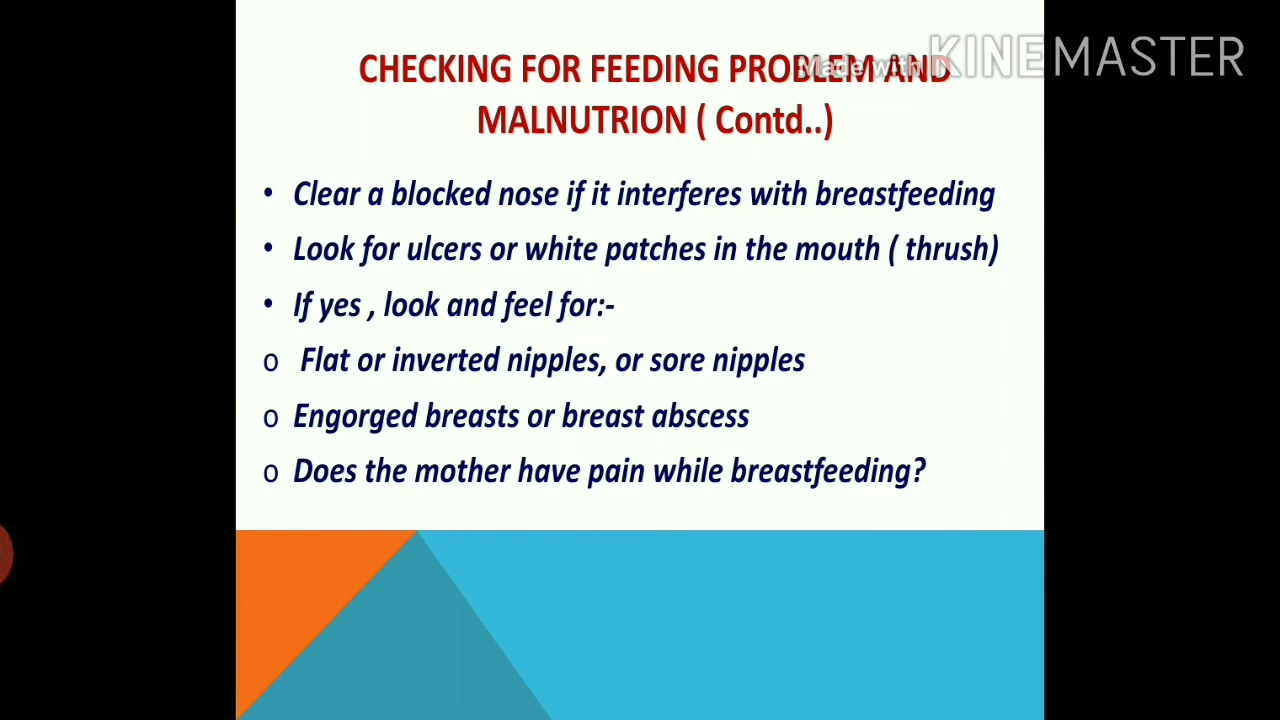 Made with KINEMASTER
CHECKING FOR FEEDING PROBLEM AND
MALNUTRION ( Contd..)
• Clear a blocked nose if it interferes with breastfeeding
• Look for ulcers or white patches in the mouth ( thrush)
• If yes , look and feel for:-
o Flat or inverted nipples, or sore nipples
o Engorged breasts or breast abscess
o Does the mother have pain while breastfeeding?